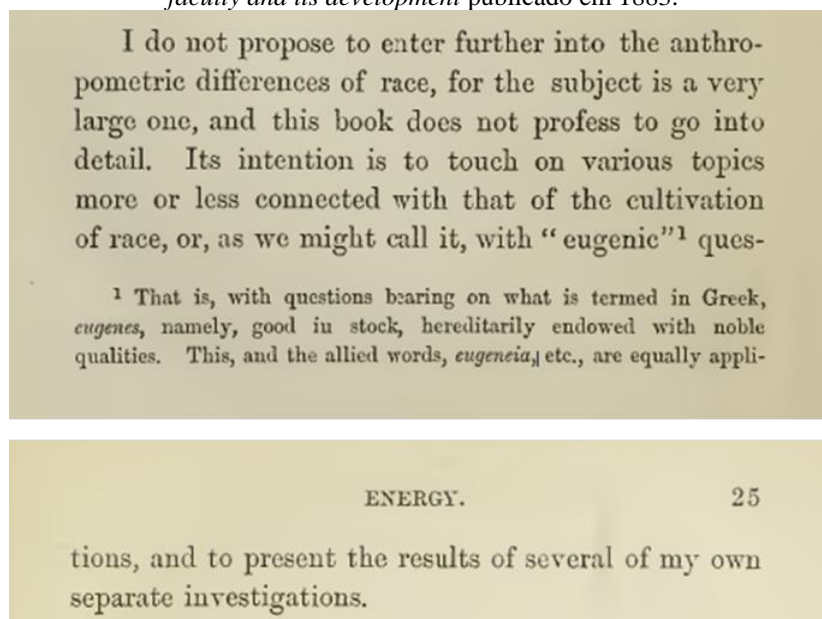 faculty and its development publicado em 1883.
I do not propose to enter further into the anthro-
pometric differences of race, for the subject is a very
large one, and this book does not profess to go into
detail. Its intention is to touch on various topics
more or less connected with that of the cultivation
of race, or, as we might call it, with “ eugenic”¹ ques-
¹ That is, with questions bearing on what is termed in Greek,
eugenes, namely, good in stock, hereditarily endowed with noble
qualities. This, and the allied words, eugeneia, etc., are equally appli-
ENERGY. 25
tions, and to present the results of several of my own
separate investigations.